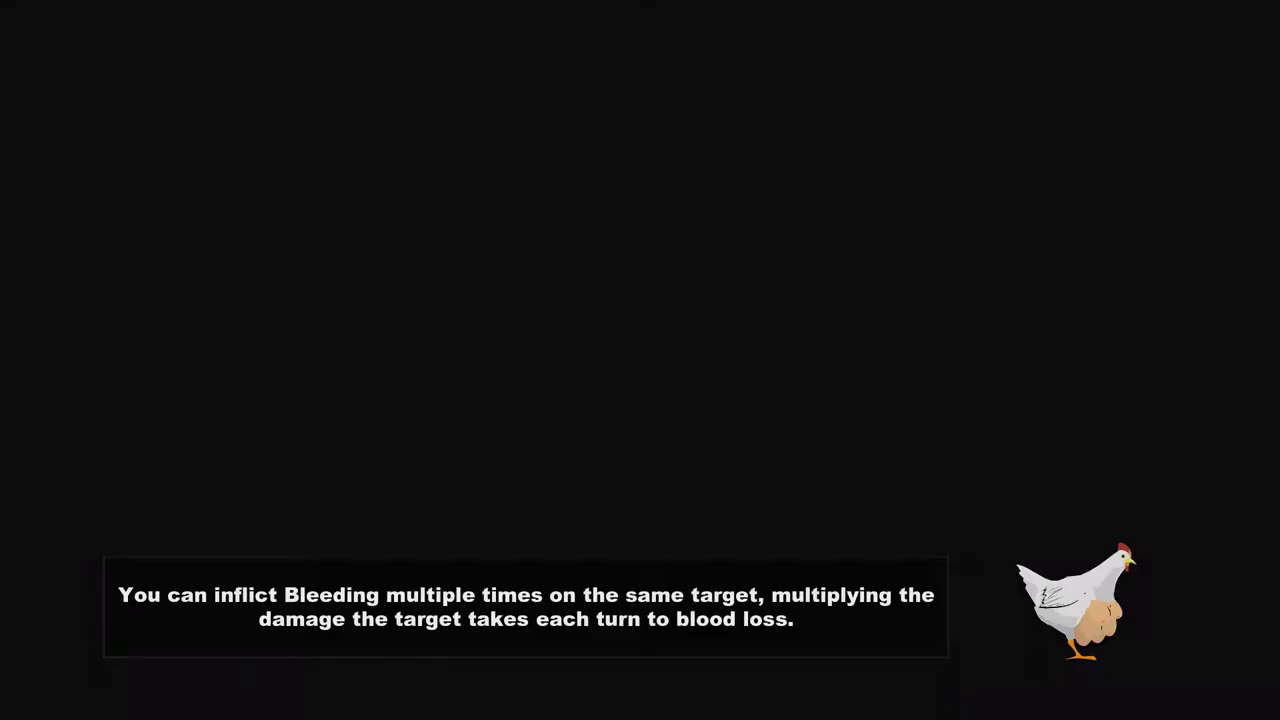 You can inflict Bleeding multiple times on the same target, multiplying the
damage the target takes each turn to blood loss.